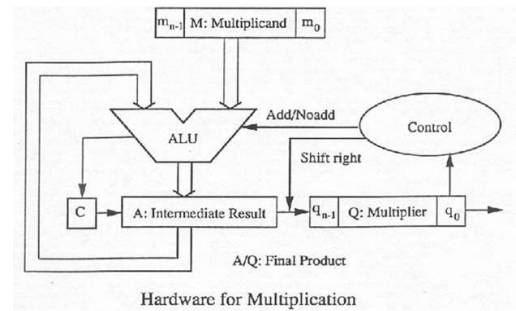 m_{n-1} M: Multiplicand m_0
Add/Noadd
Control
ALU
Shift right
C A: Intermediate Result q_{n-1} Q: Multiplier q_0
A/Q: Final Product
Hardware for Multiplication